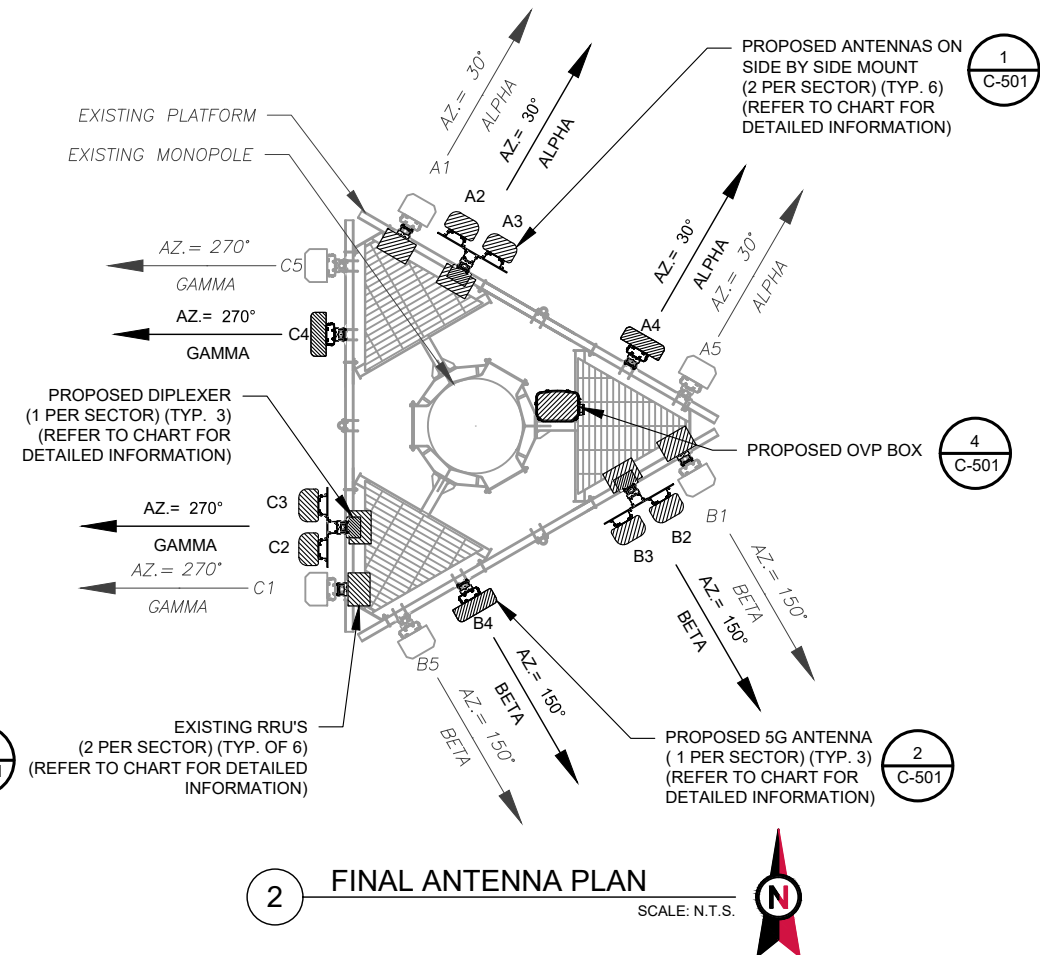 PROPOSED ANTENNAS ON
SIDE BY SIDE MOUNT
(2 PER SECTOR) (TYP. 6)
(REFER TO CHART FOR
DETAILED INFORMATION)
1
C-501
EXISTING PLATFORM
EXISTING MONOPOLE
AZ.= 30°
ALPHA
A1
AZ.= 30°
ALPHA
A2
A3
AZ.= 30°
ALPHA
A4
AZ.= 30°
ALPHA
A5
AZ.= 270°
GAMMA
C5
AZ.= 270°
GAMMA
C4
PROPOSED DIPLEXER
(1 PER SECTOR) (TYP. 3)
(REFER TO CHART FOR
DETAILED INFORMATION)
PROPOSED OVP BOX
4
C-501
AZ.= 270°
GAMMA
C3
C2
AZ.= 270°
GAMMA
C1
B1
B2
B3
AZ.= 150°
BETA
AZ.= 150°
BETA
B4
AZ.= 150°
BETA
B5
AZ.= 150°
BETA
EXISTING RRU'S
(2 PER SECTOR) (TYP. OF 6)
(REFER TO CHART FOR DETAILED
INFORMATION)
PROPOSED 5G ANTENNA
( 1 PER SECTOR) (TYP. 3)
(REFER TO CHART FOR
DETAILED INFORMATION)
2
C-501
2
FINAL ANTENNA PLAN
SCALE: N.T.S.
N